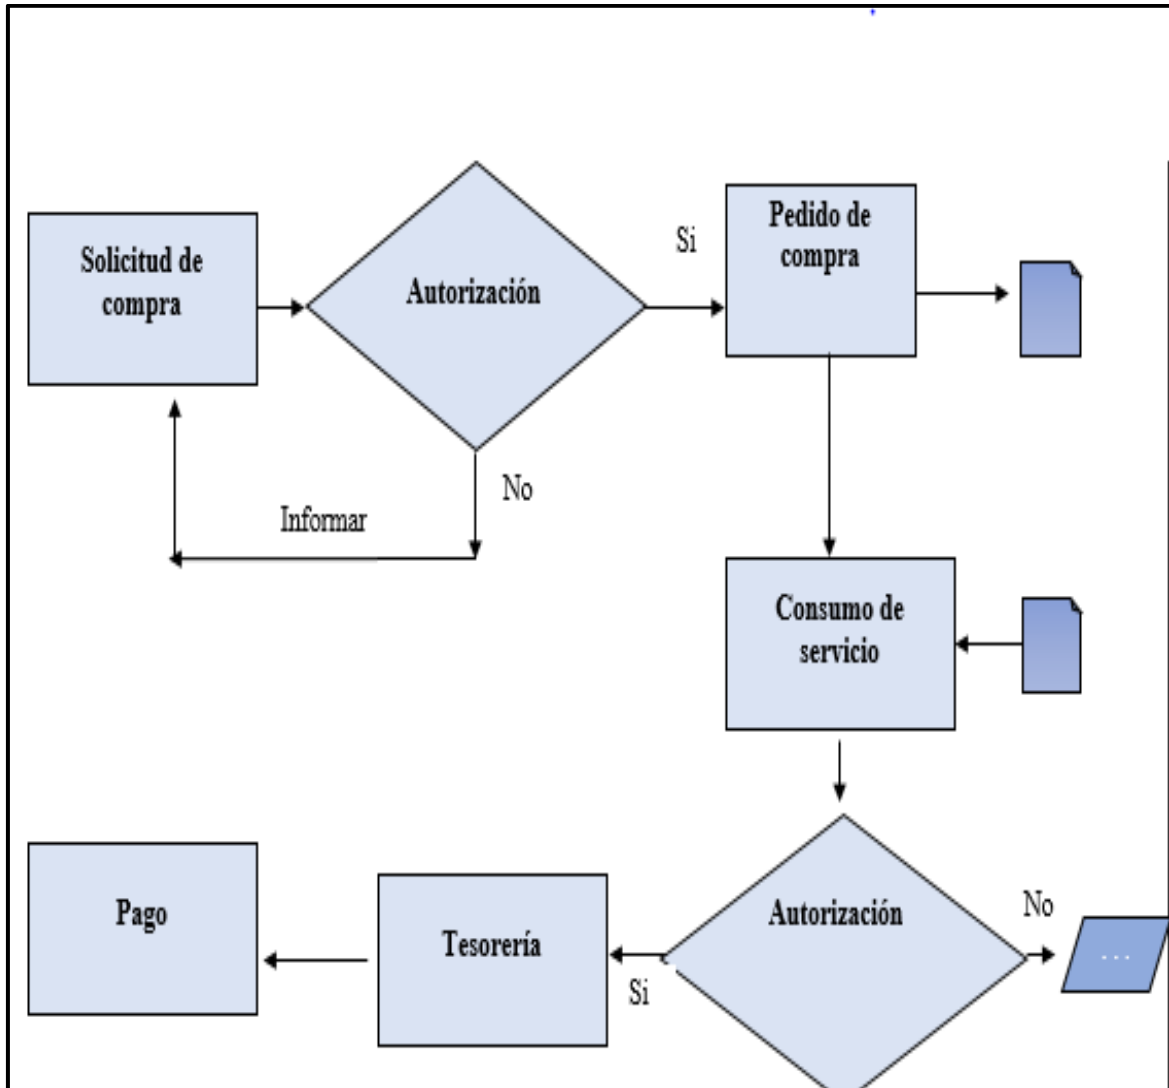 Solicitud de
compra
Autorización
Si
Pedido de
compra
No
Informar
Consumo de
servicio
Autorización
No
. . .
Si
Tesorería
Pago